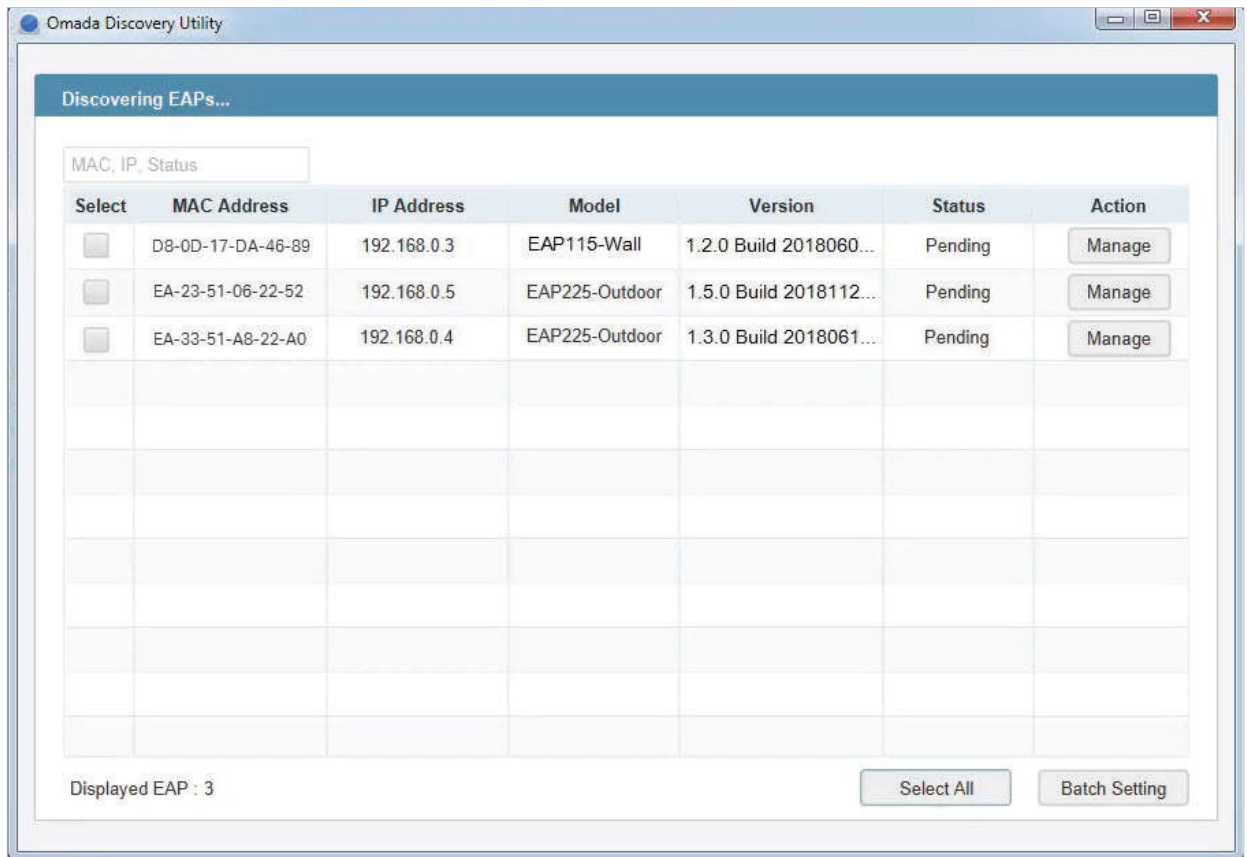 Omada Discovery Utility
Discovering EAPs...
MAC, IP, Status
Select MAC Address IP Address Model Version Status Action
D8-0D-17-DA-46-89 192.168.0.3 EAP115-Wall 1.2.0 Build 2018060... Pending Manage
EA-23-51-06-22-52 192.168.0.5 EAP225-Outdoor 1.5.0 Build 2018112... Pending Manage
EA-33-51-A8-22-A0 192.168.0.4 EAP225-Outdoor 1.3.0 Build 2018061... Pending Manage
Displayed EAP : 3 Select All Batch Setting